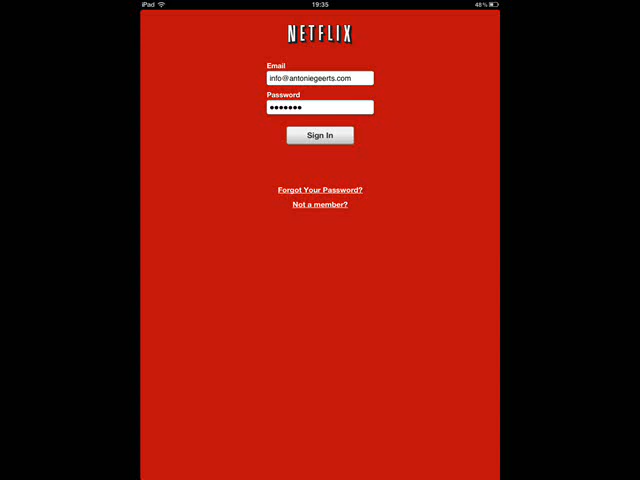 iPad 19:35 48 %
NETFLIX
Email
info@antoniegeerts.com
Password
•••••••
Sign In
Forgot Your Password?
Not a member?